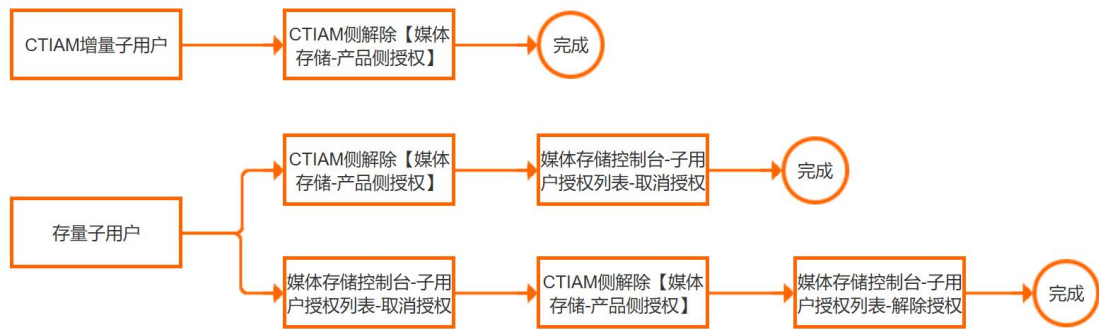 CTIAM增量子用户
CTIAM侧解除【媒体
存储-产品侧授权】
完成
存量子用户
CTIAM侧解除【媒体
存储-产品侧授权】
媒体存储控制台-子用
户授权列表-取消授权
完成
媒体存储控制台-子用
户授权列表-取消授权
CTIAM侧解除【媒体
存储-产品侧授权】
媒体存储控制台-子用
户授权列表-解除授权
完成